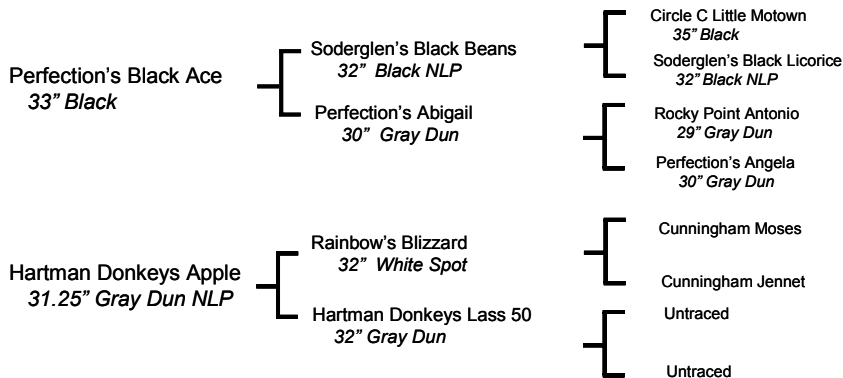 Perfection's Black Ace
33" Black
Soderglen's Black Beans
32"  Black NLP
Perfection's Abigail
30"  Gray Dun
Circle C Little Motown
35" Black
Soderglen's Black Licorice
32" Black NLP
Rocky Point Antonio
29" Gray Dun
Perfection's Angela
30" Gray Dun
Hartman Donkeys Apple
31.25" Gray Dun NLP
Rainbow's Blizzard
32"  White Spot
Hartman Donkeys Lass 50
32" Gray Dun
Cunningham Moses
Cunningham Jennet
Untraced
Untraced